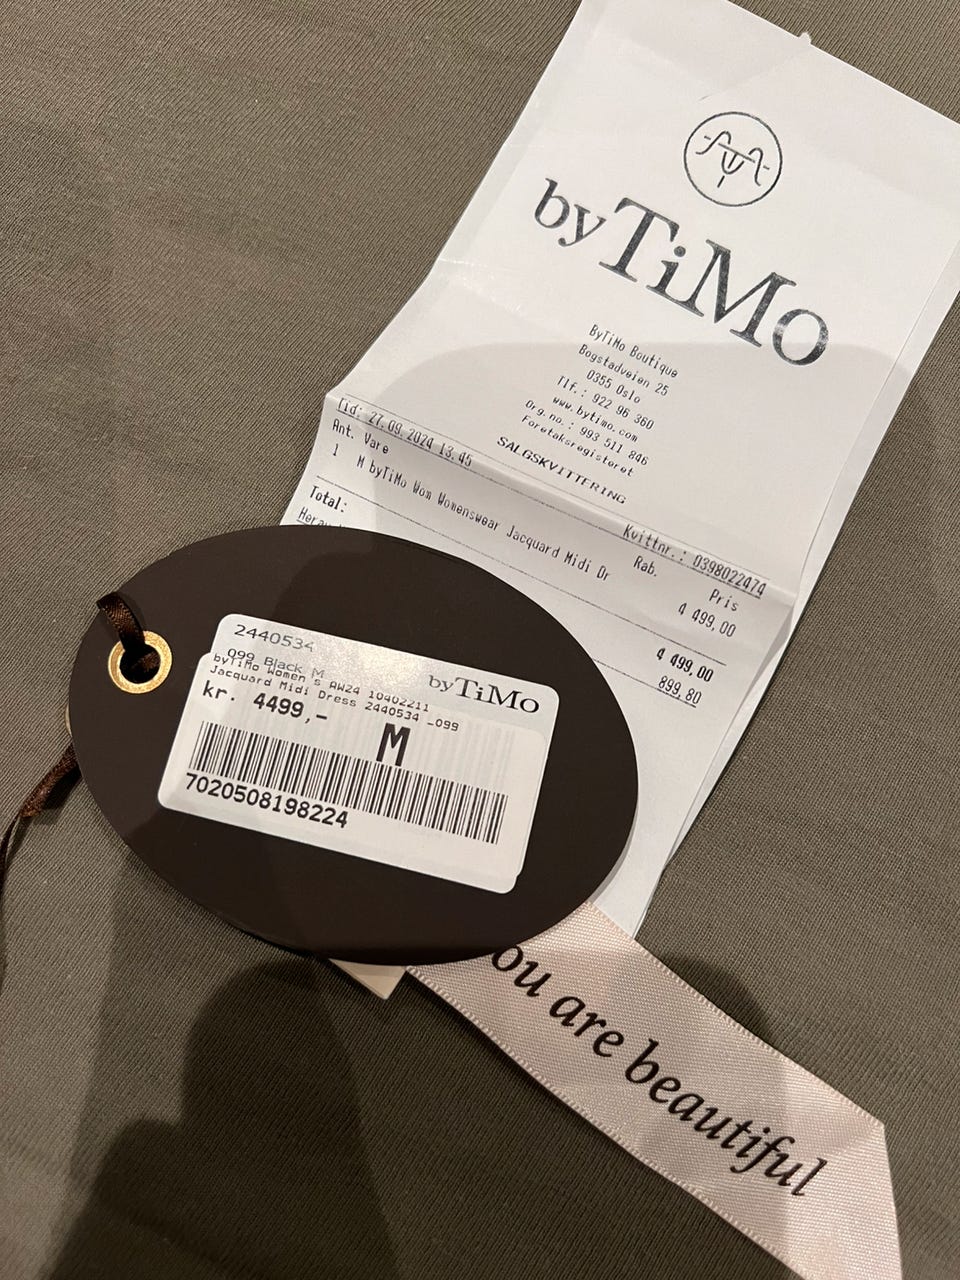 byTiMo
ByTiMo Boutique
Bogstadveien 25
0355 Oslo
Tlf.: 922 96 360
www.bytimo.com
Org.no.: 993 511 846
Foretaksregisteret
SALGSKVITTERING
Tid: 27.09.2024 13.45 Kvittnr.: 0398022474
Ant. Vare Rab. Pris
1 M byTiMo Wom Womenswear Jacquard Midi Dr 4 499,00
Total: 4 499,00
899,80
2440534
099 Black M
byTiMo
byTiMo Women's AW24 10402211
Jacquard Midi Dress 2440534 _099
kr. 4499,-
M
7020508198224
ou are beautiful